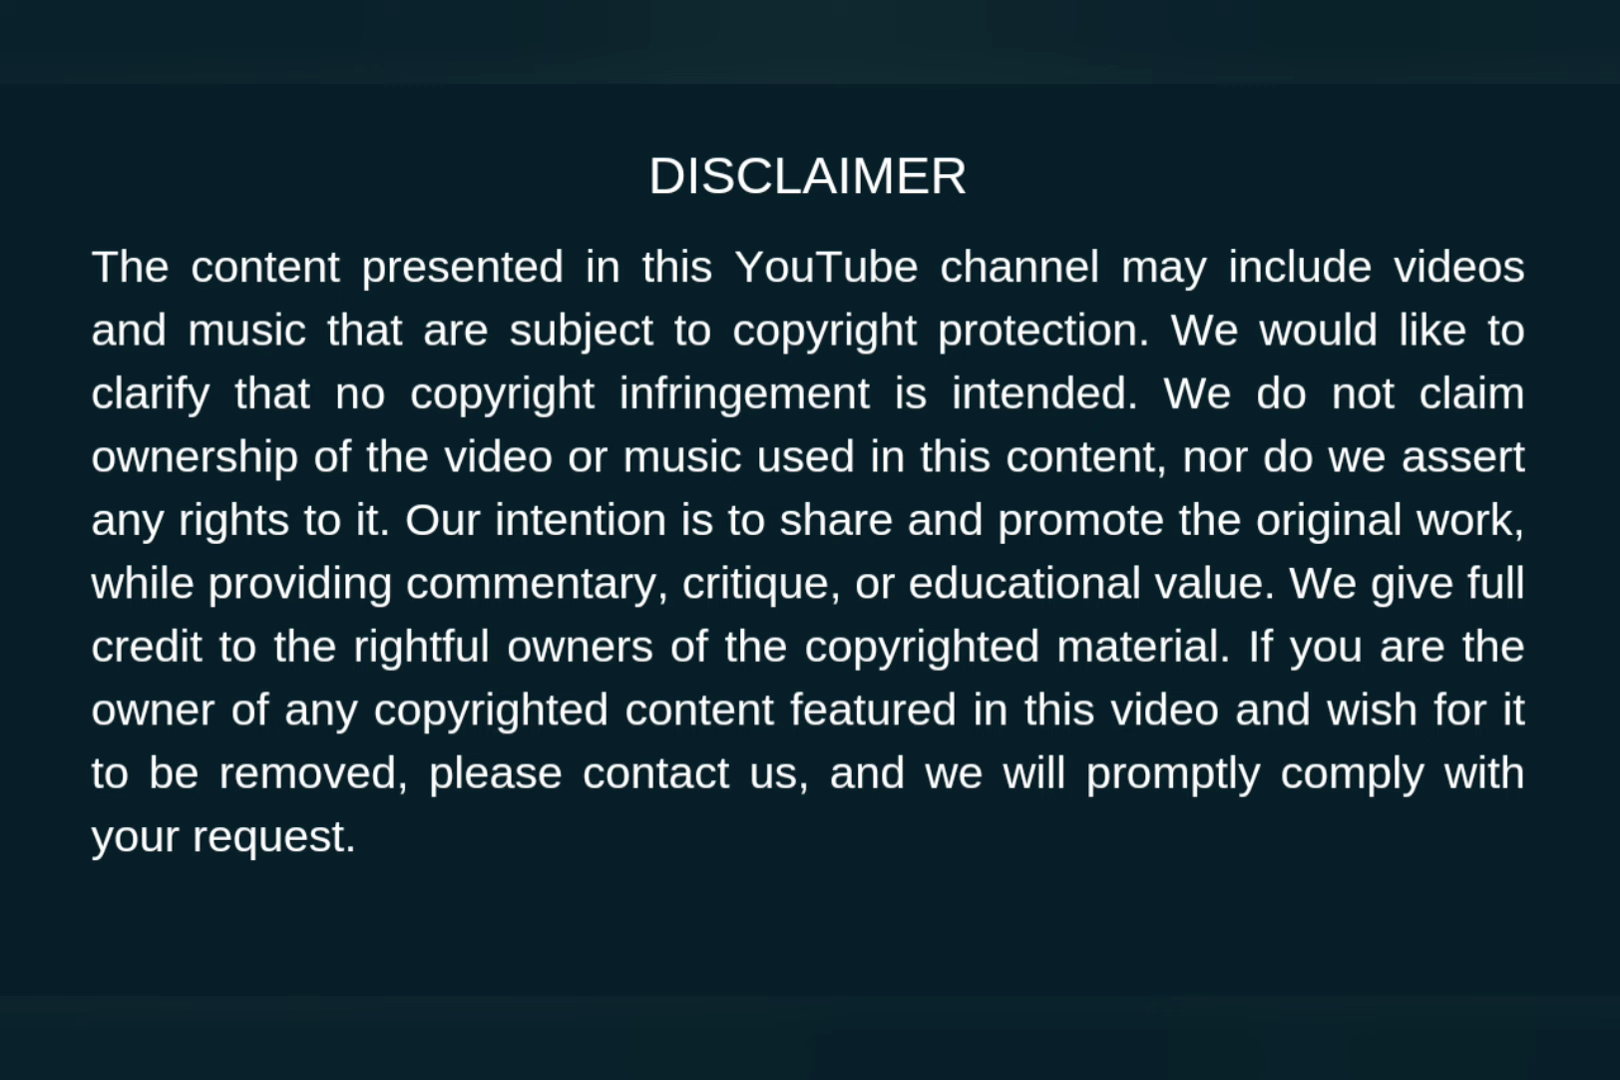 DISCLAIMER
The content presented in this YouTube channel may include videos
and music that are subject to copyright protection. We would like to
clarify that no copyright infringement is intended. We do not claim
ownership of the video or music used in this content, nor do we assert
any rights to it. Our intention is to share and promote the original work,
while providing commentary, critique, or educational value. We give full
credit to the rightful owners of the copyrighted material. If you are the
owner of any copyrighted content featured in this video and wish for it
to be removed, please contact us, and we will promptly comply with
your request.